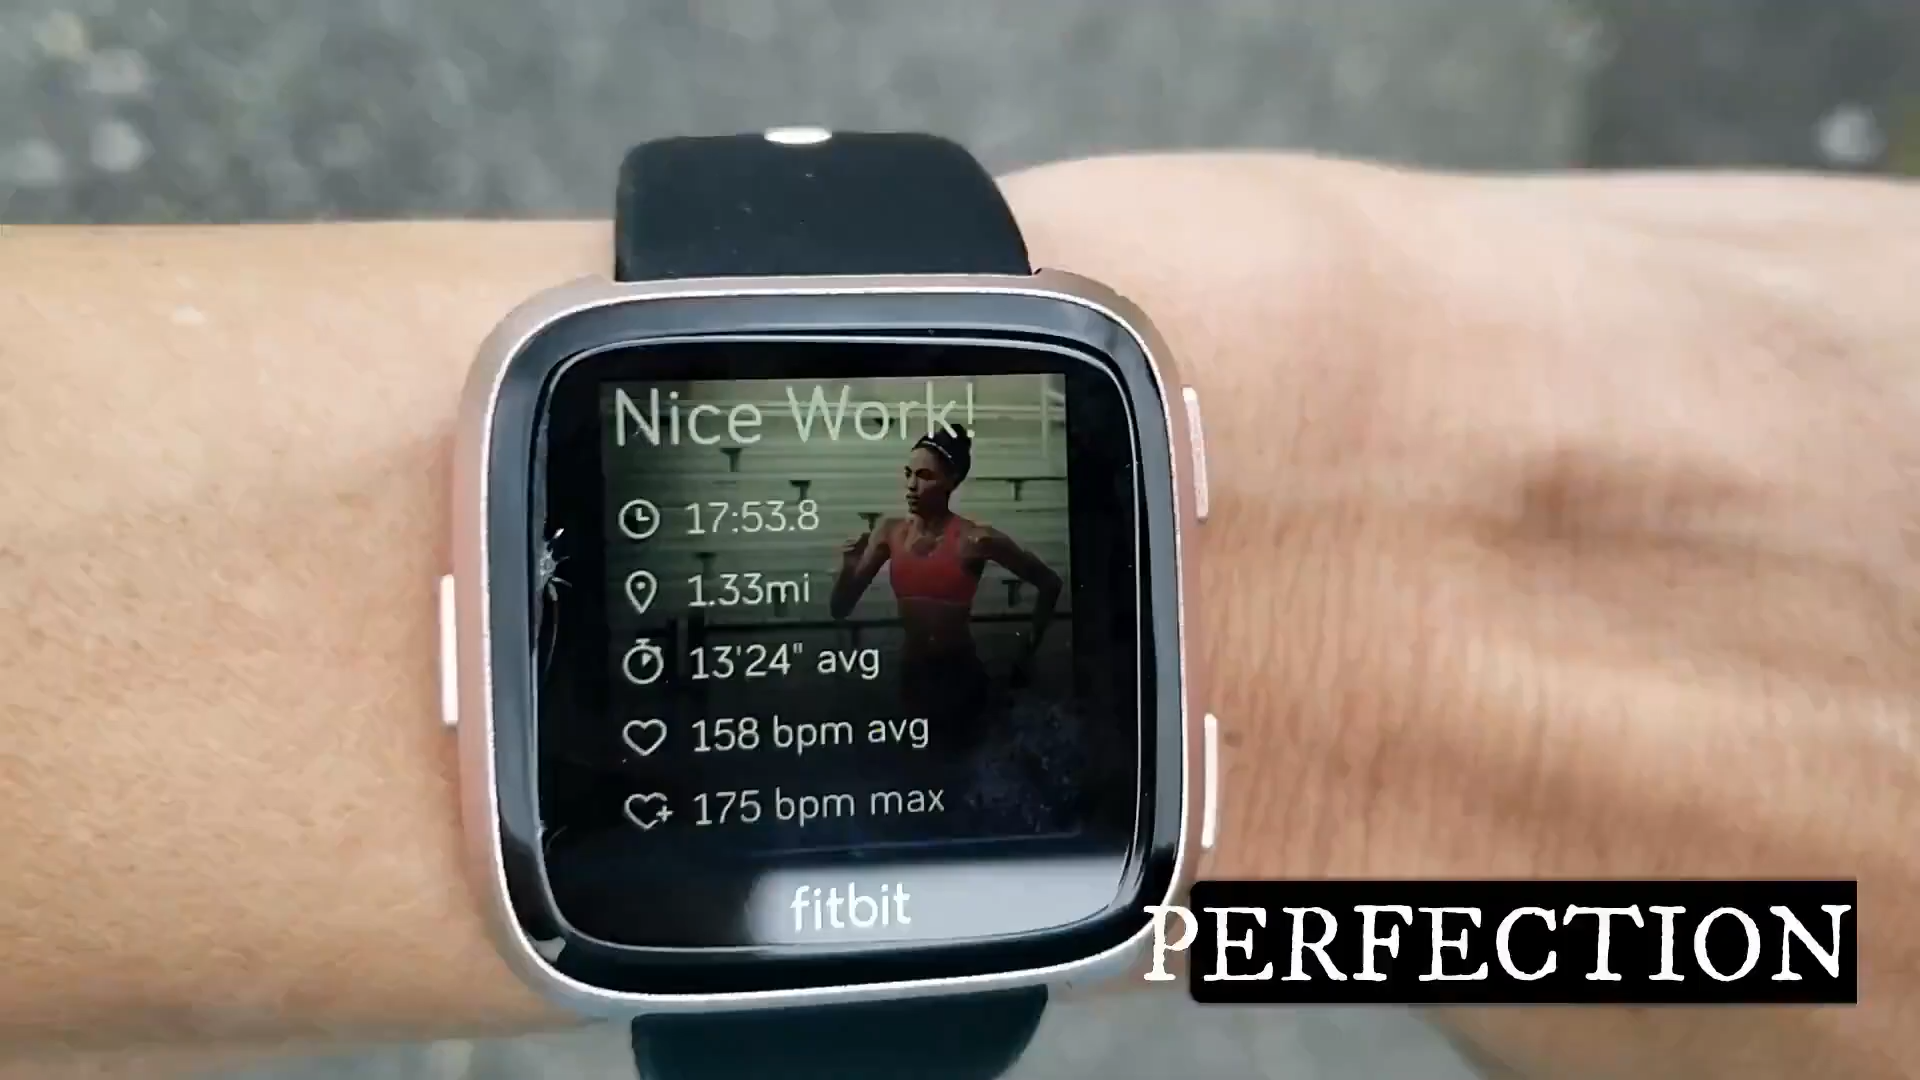 Nice Work!
17:53.8
1.33mi
13'24" avg
158 bpm avg
175 bpm max
fitbit
PERFECTION